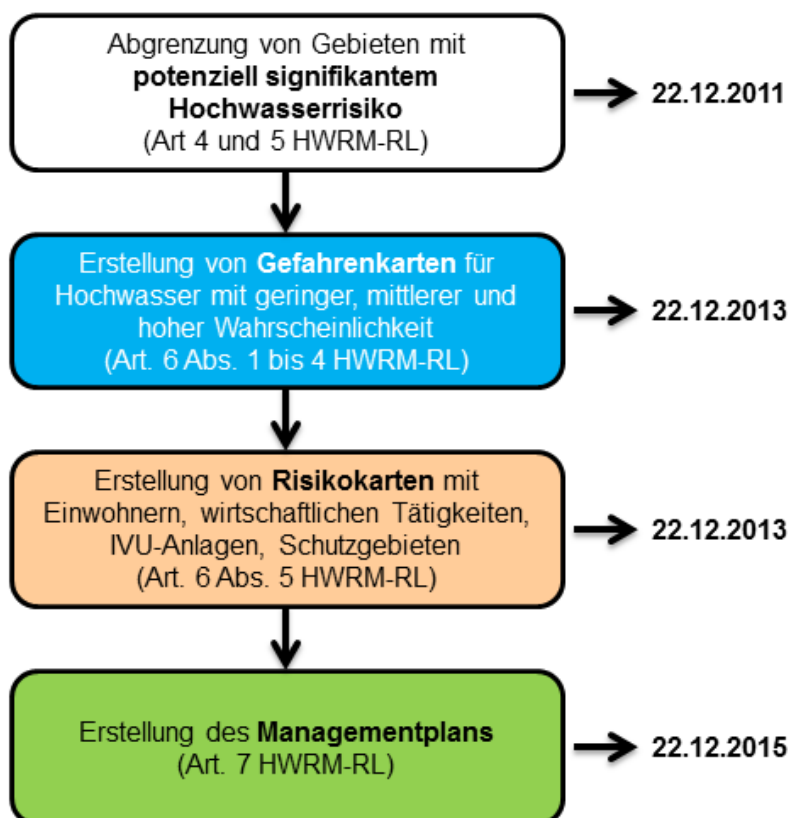 Abgrenzung von Gebieten mit
potenziell signifikantem
Hochwasserrisiko
(Art 4 und 5 HWRM-RL)
22.12.2011
Erstellung von Gefahrenkarten für
Hochwasser mit geringer, mittlerer und
hoher Wahrscheinlichkeit
(Art. 6 Abs. 1 bis 4 HWRM-RL)
22.12.2013
Erstellung von Risikokarten mit
Einwohnern, wirtschaftlichen Tätigkeiten,
IVU-Anlagen, Schutzgebieten
(Art. 6 Abs. 5 HWRM-RL)
22.12.2013
Erstellung des Managementplans
(Art. 7 HWRM-RL)
22.12.2015